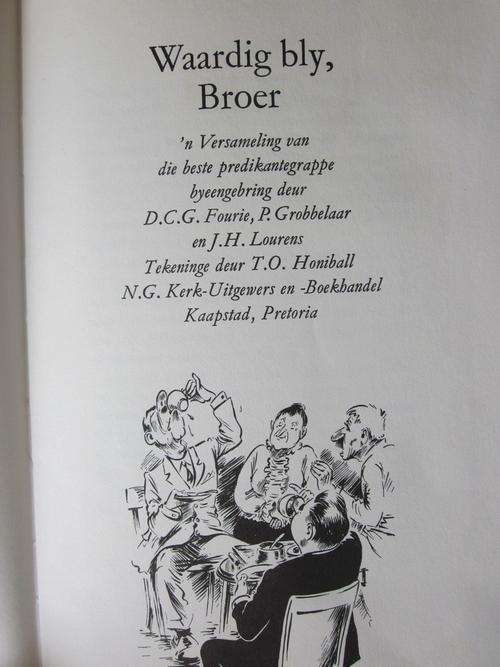 Waardig bly,
Broer
'n Versameling van
die beste predikantegrappe
byeengebring deur
D.C.G. Fourie, P. Grobbelaar
en J.H. Lourens
Tekeninge deur T.O. Honiball
N.G. Kerk-Uitgewers en -Boekhandel
Kaapstad, Pretoria